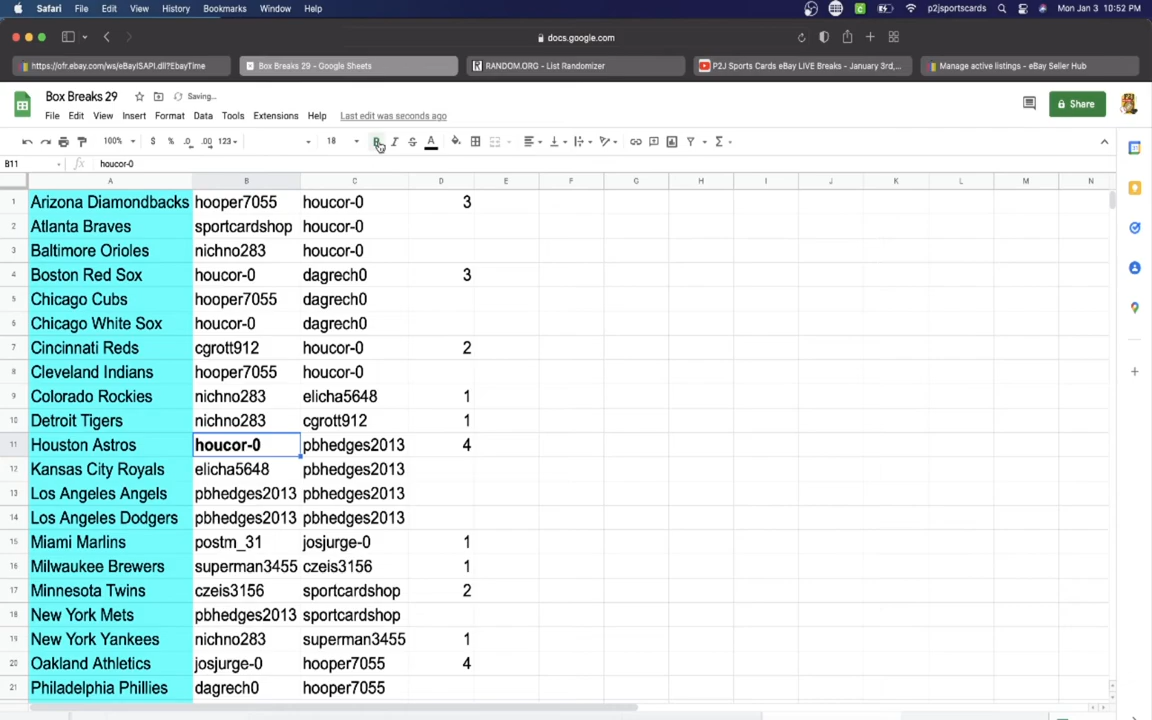 Safari File Edit View History Bookmarks Window Help p2jsportscards Mon Jan 3 10:52 PM
docs.google.com
https://ofr.ebay.com/ws/eBayISAPI.dll?EbayTime Box Breaks 29 - Google Sheets RANDOM.ORG - List Randomizer P2J Sports Cards eBay LIVE Breaks - January 3rd,... Manage active listings - eBay Seller Hub
Box Breaks 29 Saving...
File Edit View Insert Format Data Tools Extensions Help Last edit was seconds ago Share
100% $ % .0 .00 123 18 B I S A
B11 fx houcor-0
A B C D E F G H I J K L M N
1 Arizona Diamondbacks hooper7055 houcor-0 3
2 Atlanta Braves sportcardshop houcor-0
3 Baltimore Orioles nichno283 houcor-0
4 Boston Red Sox houcor-0 dagrech0 3
5 Chicago Cubs hooper7055 dagrech0
6 Chicago White Sox houcor-0 dagrech0
7 Cincinnati Reds cgrott912 houcor-0 2
8 Cleveland Indians hooper7055 houcor-0
9 Colorado Rockies nichno283 elicha5648 1
10 Detroit Tigers nichno283 cgrott912 1
11 Houston Astros houcor-0 pbhedges2013 4
12 Kansas City Royals elicha5648 pbhedges2013
13 Los Angeles Angels pbhedges2013 pbhedges2013
14 Los Angeles Dodgers pbhedges2013 pbhedges2013
15 Miami Marlins postm_31 josjurge-0 1
16 Milwaukee Brewers superman3455 czeis3156 1
17 Minnesota Twins czeis3156 sportcardshop 2
18 New York Mets pbhedges2013 sportcardshop
19 New York Yankees nichno283 superman3455 1
20 Oakland Athletics josjurge-0 hooper7055 4
21 Philadelphia Phillies dagrech0 hooper7055